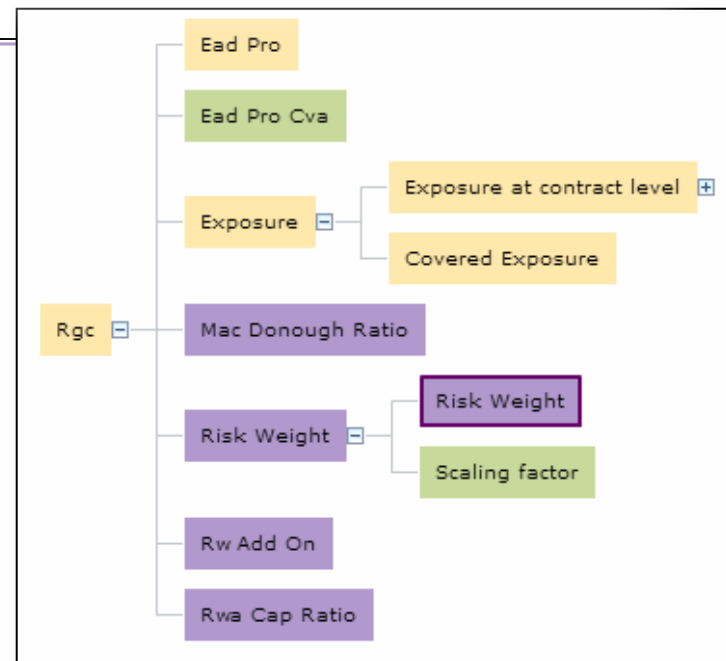 Ead Pro
Ead Pro Cva
Exposure at contract level
Exposure
Covered Exposure
Rgc
Mac Donough Ratio
Risk Weight
Risk Weight
Scaling factor
Rw Add On
Rwa Cap Ratio